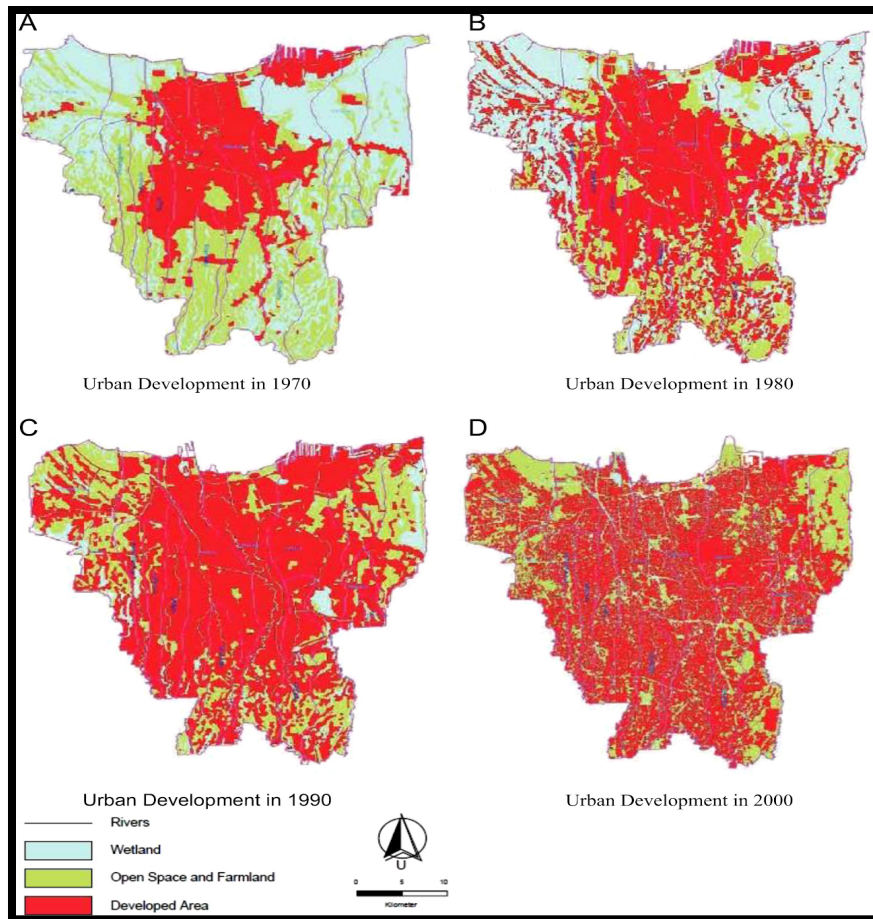 A
B
Urban Development in 1970
Urban Development in 1980
C
D
Urban Development in 1990
Urban Development in 2000
Rivers
Wetland
Open Space and Farmland
Developed Area
U
0 5 10
Kilometer